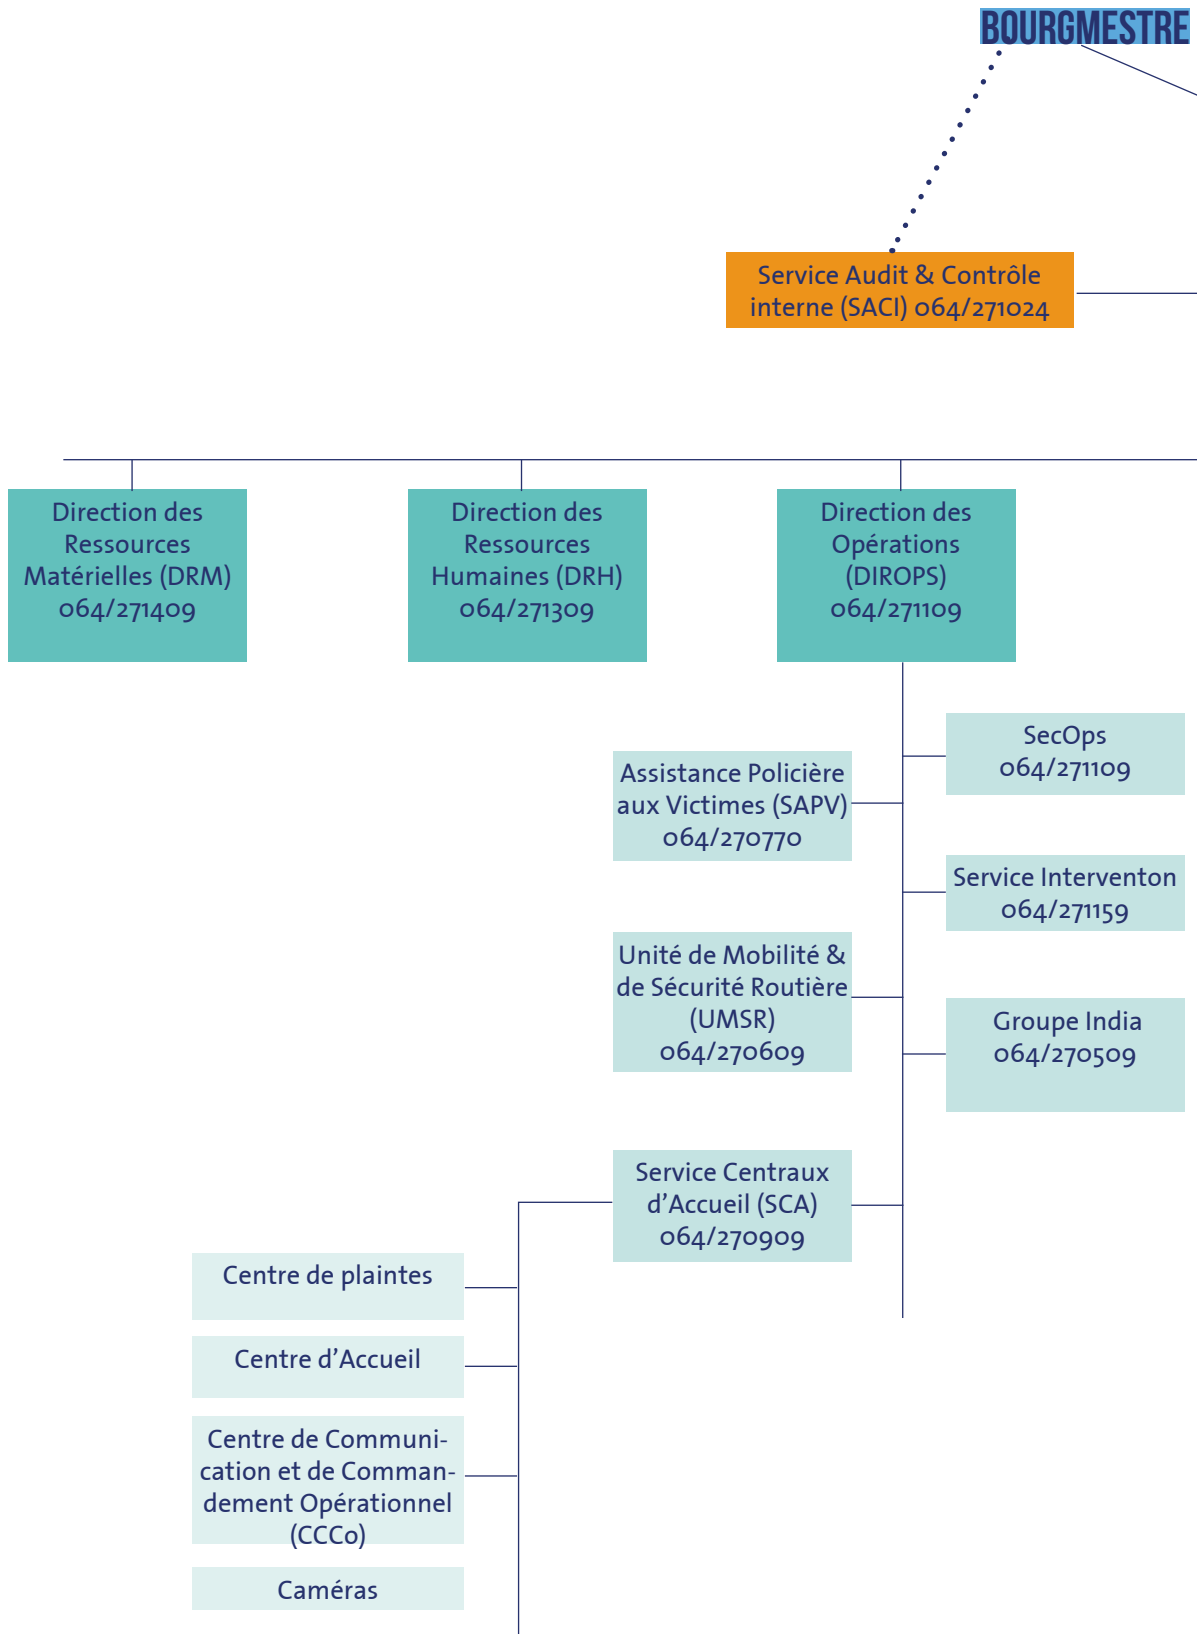 BOURGMESTRE
Service Audit & Contrôle
interne (SACI) 064/271024
Direction des
Ressources
Matérielles (DRM)
064/271409
Direction des
Ressources
Humaines (DRH)
064/271309
Direction des
Opérations
(DIROPS)
064/271109
SecOps
064/271109
Assistance Policière
aux Victimes (SAPV)
064/270770
Service Interventon
064/271159
Unité de Mobilité &
de Sécurité Routière
(UMSR)
064/270609
Groupe India
064/270509
Service Centraux
d’Accueil (SCA)
064/270909
Centre de plaintes
Centre d’Accueil
Centre de Communi-
cation et de Comman-
dement Opérationnel
(CCCo)
Caméras